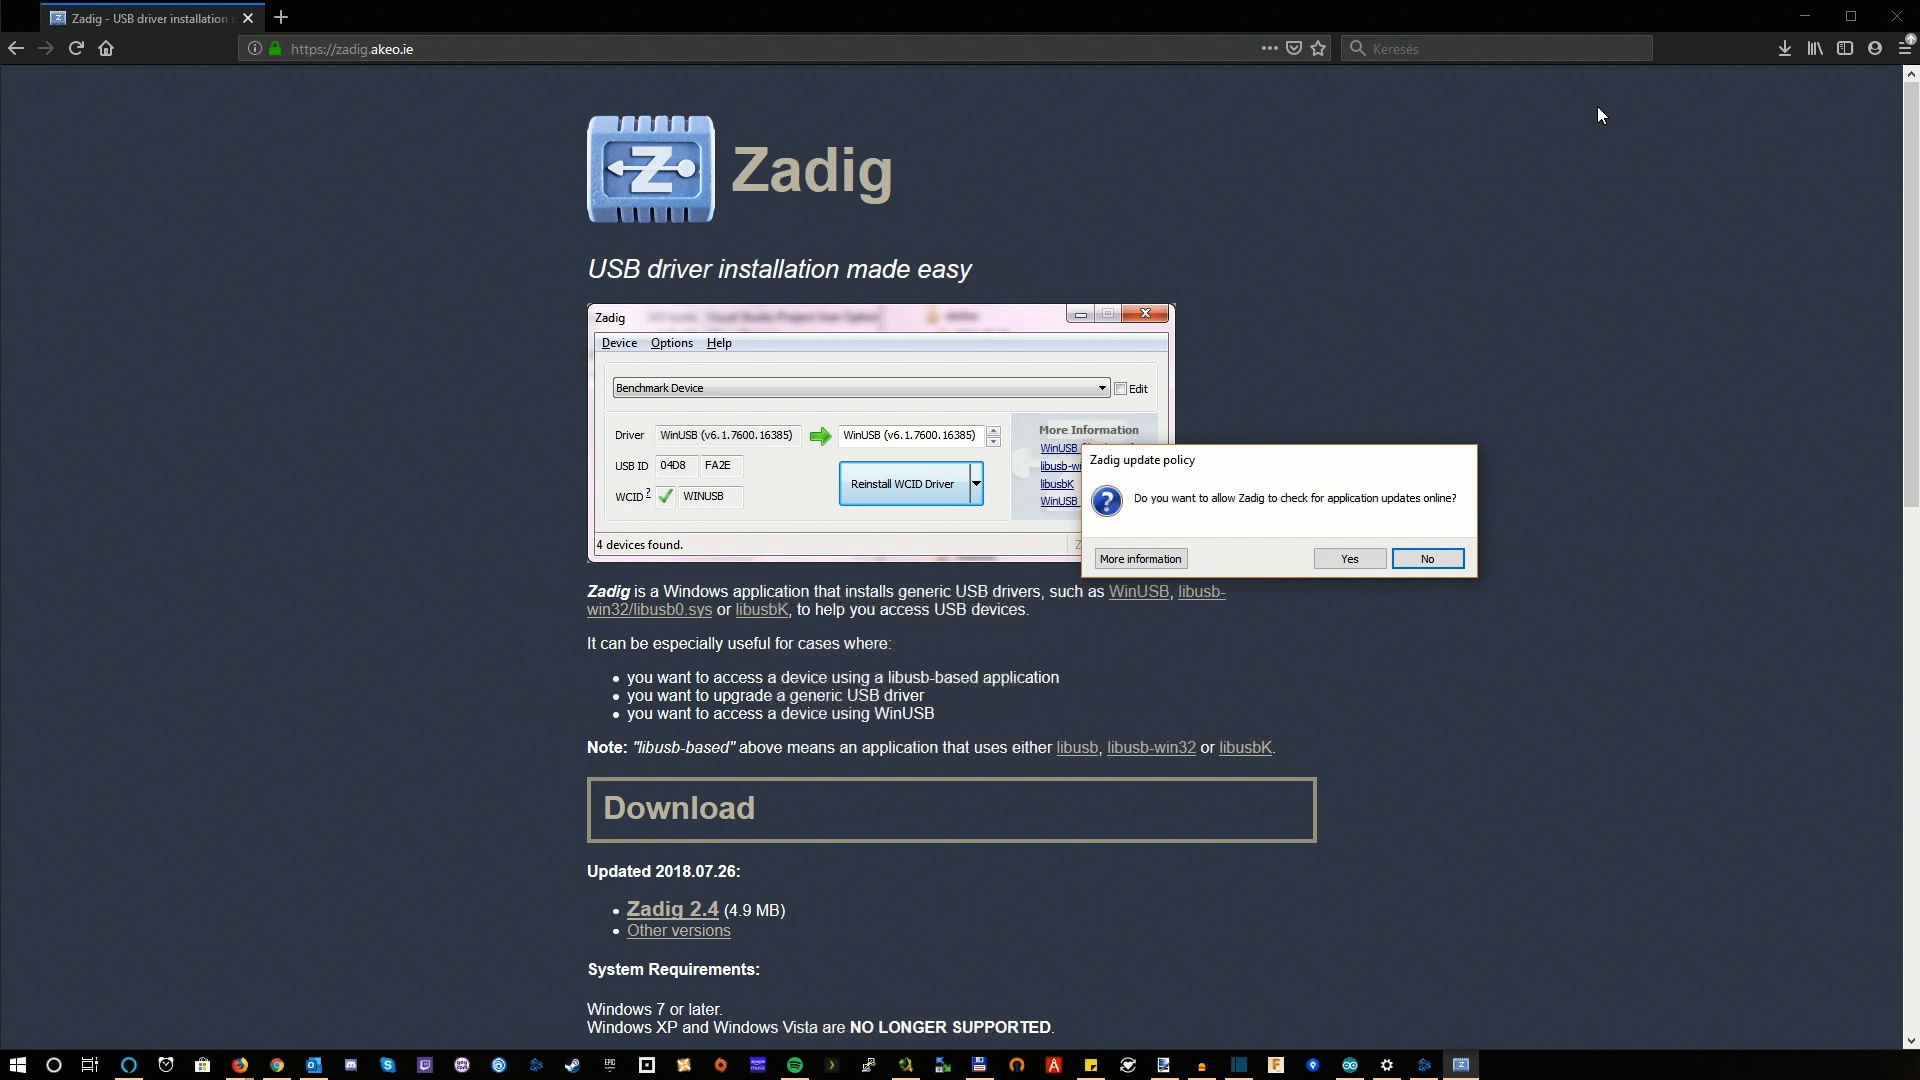 Zadig - USB driver installation
https://zadig.akeo.ie
Keresés
Zadig
USB driver installation made easy
Zadig
Device Options Help
Benchmark Device
Edit
Driver WinUSB (v6.1.7600.16385) WinUSB (v6.1.7600.16385)
USB ID 04D8 FA2E
WCID ? WINUSB
Reinstall WCID Driver
More Information
WinUSB
libusb-wi
libusbK
WinUSB
4 devices found.
Zadig update policy
Do you want to allow Zadig to check for application updates online?
More information Yes No
Zadig is a Windows application that installs generic USB drivers, such as WinUSB, libusb-
win32/libusb0.sys or libusbK, to help you access USB devices.
It can be especially useful for cases where:
• you want to access a device using a libusb-based application
• you want to upgrade a generic USB driver
• you want to access a device using WinUSB
Note: "libusb-based" above means an application that uses either libusb, libusb-win32 or libusbK.
Download
Updated 2018.07.26:
• Zadig 2.4 (4.9 MB)
• Other versions
System Requirements:
Windows 7 or later.
Windows XP and Windows Vista are NO LONGER SUPPORTED.